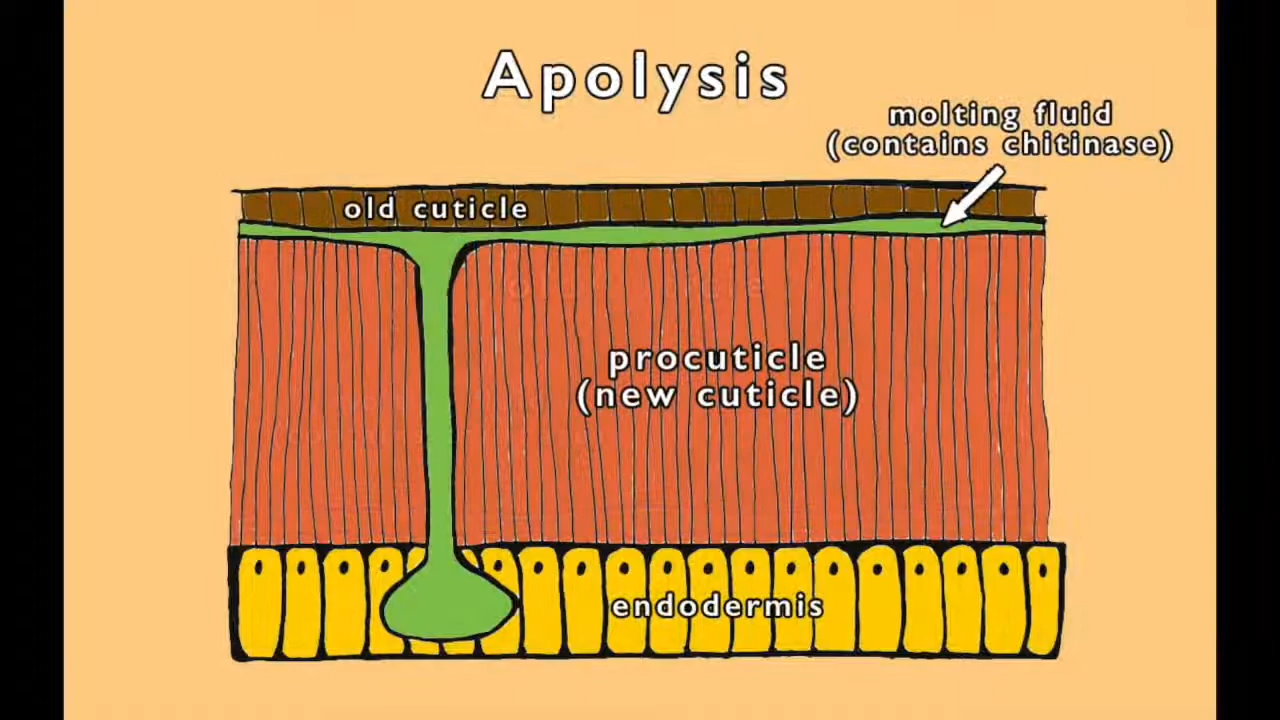 Apolysis
molting fluid
(contains chitinase)
old cuticle
procuticle
(new cuticle)
endodermis